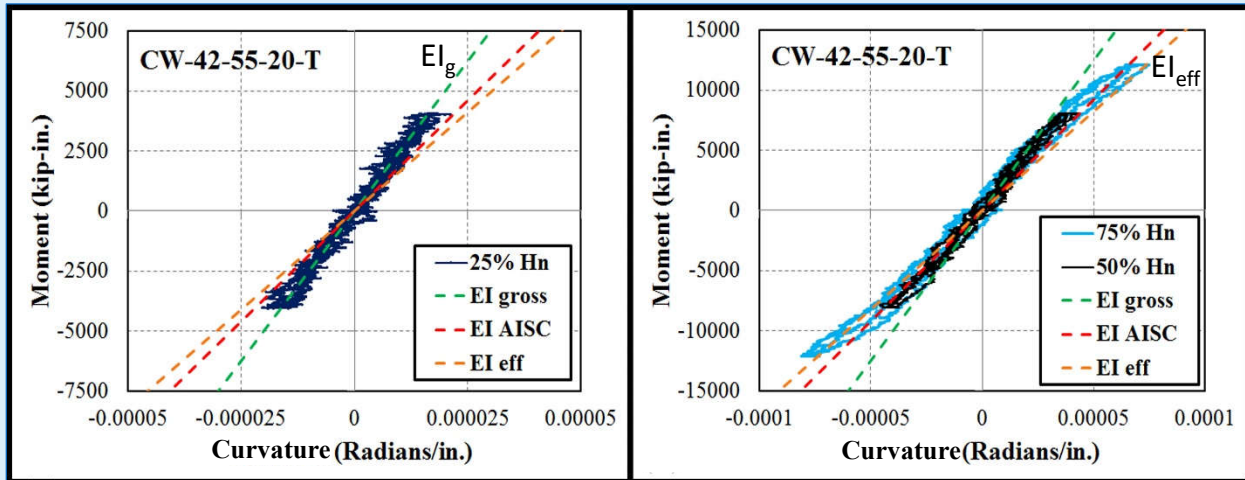 7500
5000
2500
0
-2500
-5000
-7500
Moment (kip-in.)
CW-42-55-20-T
EIg
25% Hn
EI gross
EI AISC
EI eff
-0.00005
-0.000025
0
0.000025
0.00005
Curvature (Radians/in.)
15000
10000
5000
0
-5000
-10000
-15000
Moment (kip-in.)
CW-42-55-20-T
EIeff
75% Hn
50% Hn
EI gross
EI AISC
EI eff
-0.0001
-0.00005
0
0.00005
0.0001
Curvature (Radians/in.)